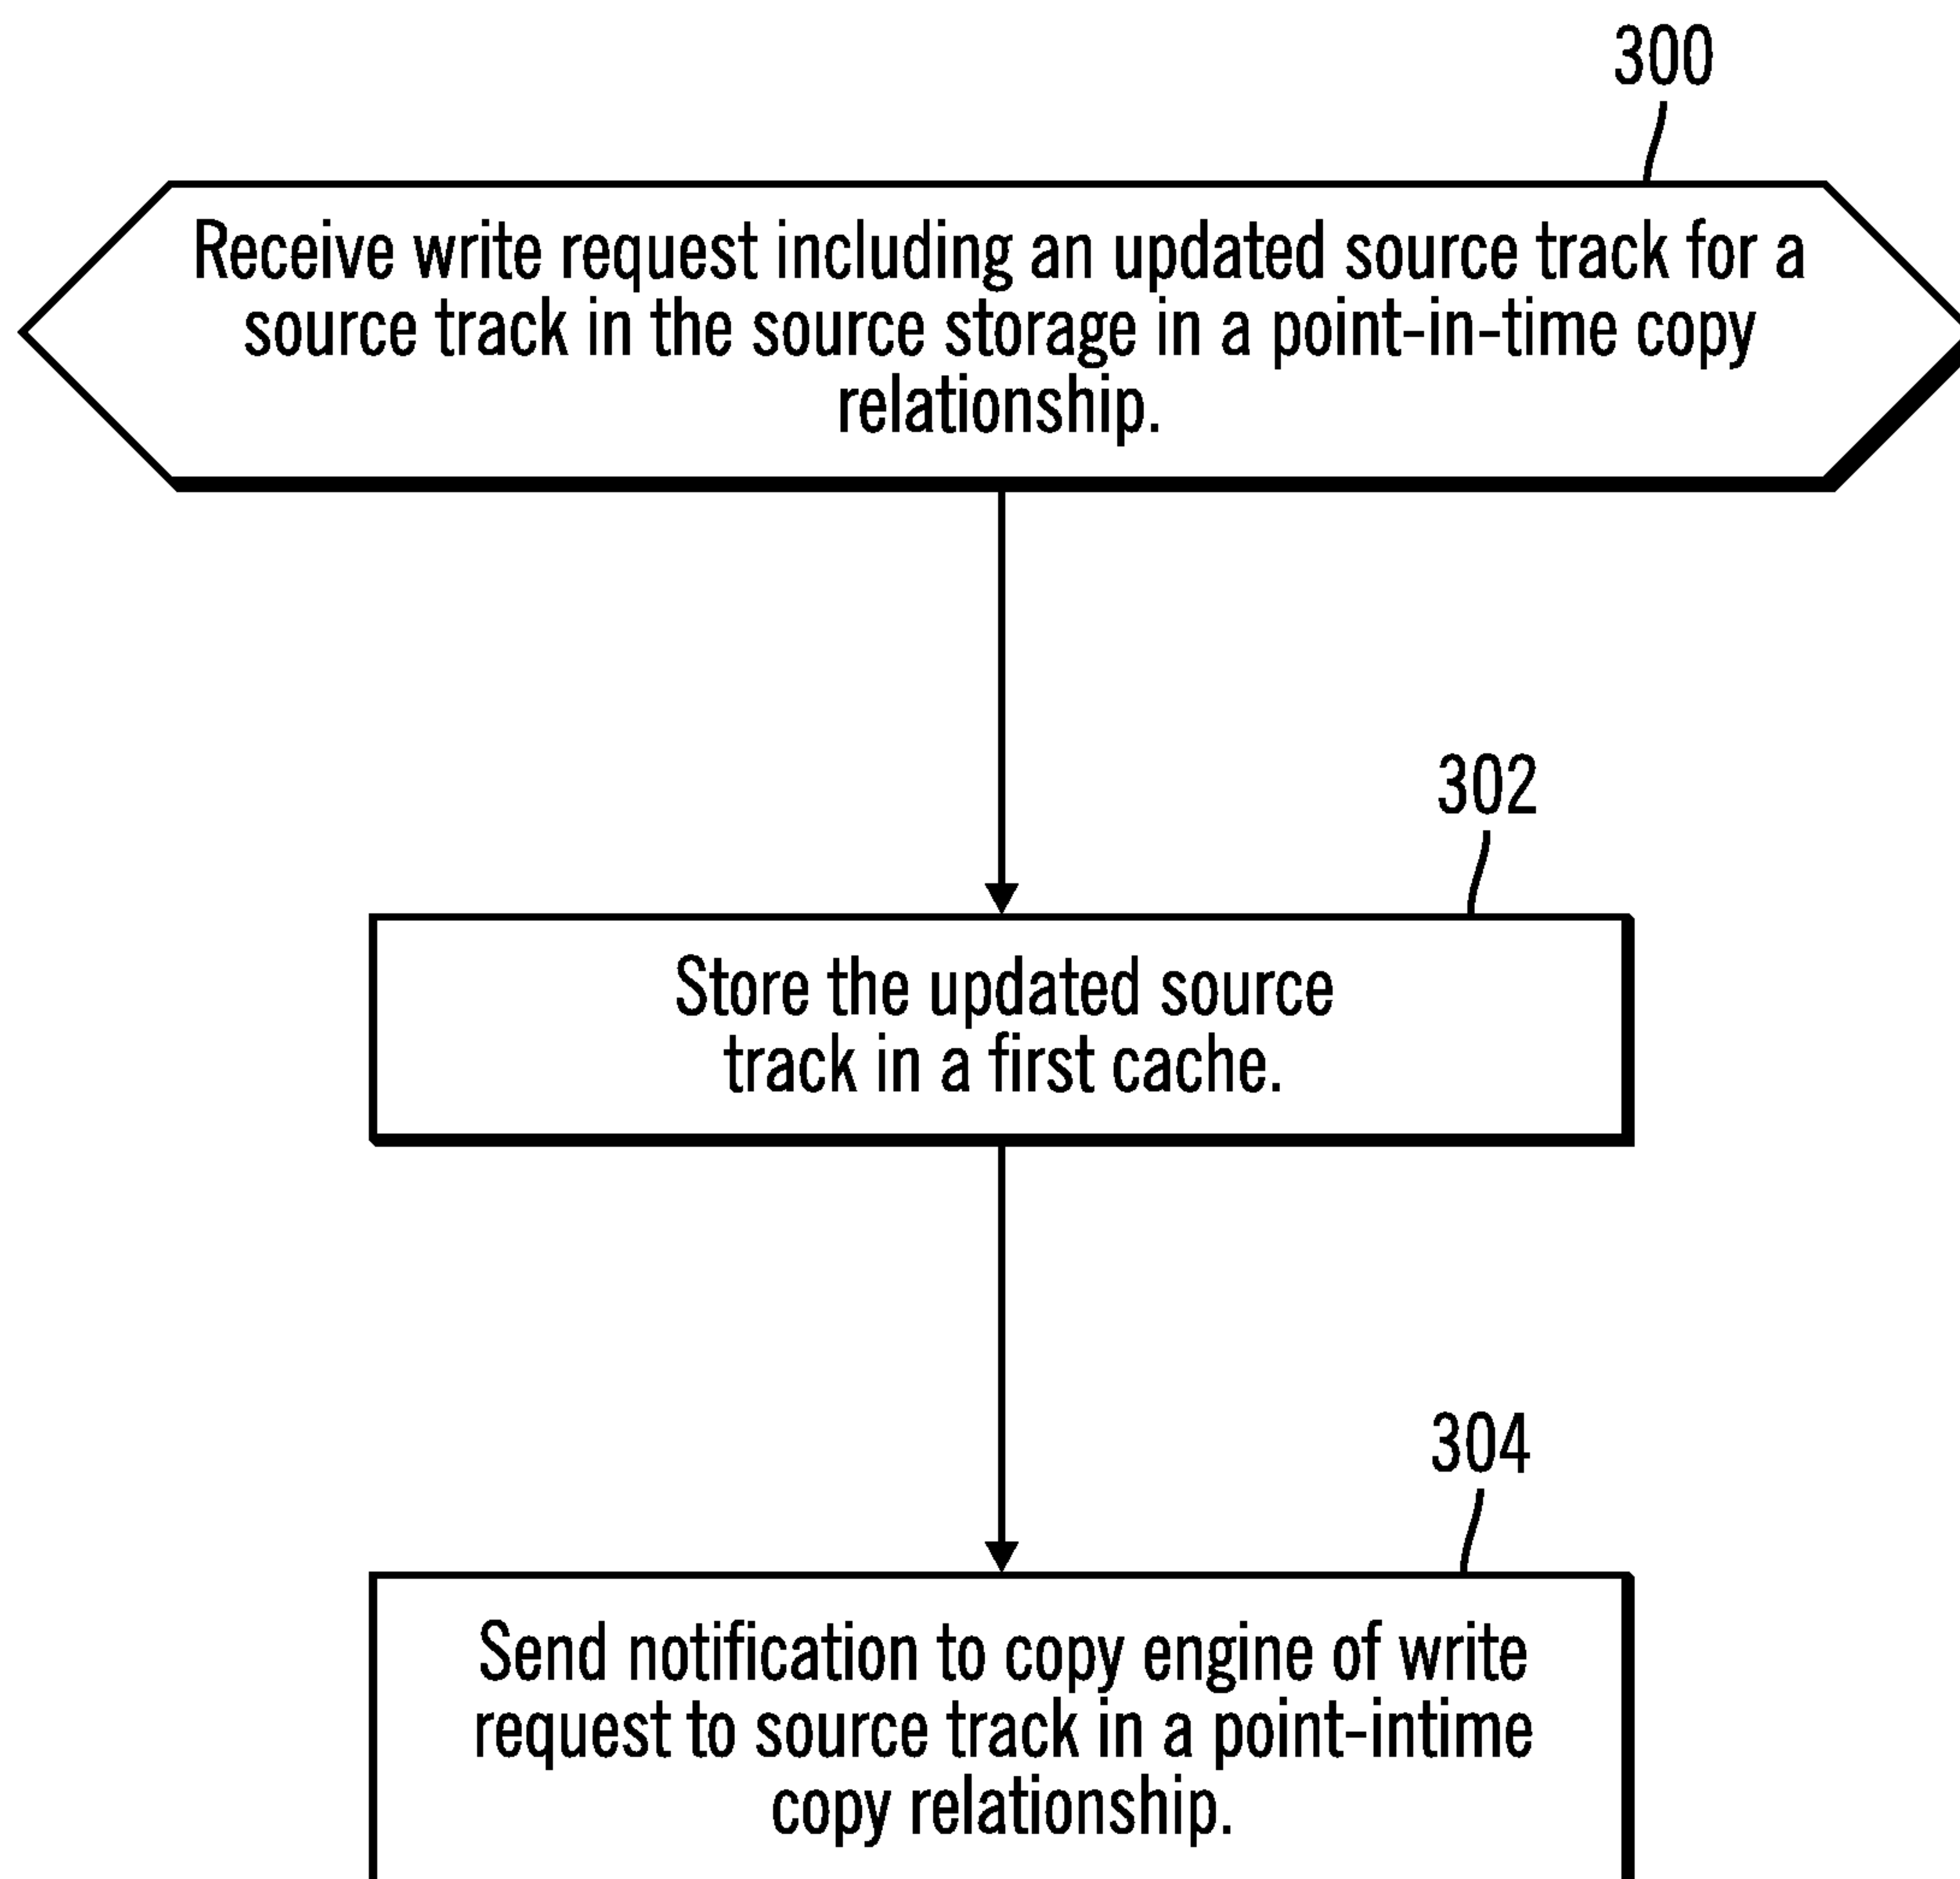 300
Receive write request including an updated source track for a
source track in the source storage in a point-in-time copy
relationship.
302
Store the updated source
track in a first cache.
304
Send notification to copy engine of write
request to source track in a point-intime
copy relationship.